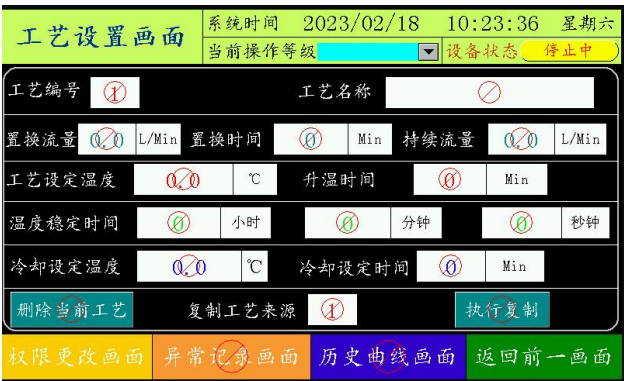 工艺设置画面 系统时间 2023/02/18 10:23:36 星期六
当前操作等级 设备状态 停止中
工艺编号 1 工艺名称
置换流量 0.0 L/Min 置换时间 0 Min 持续流量 0.0 L/Min
工艺设定温度 0.0 ℃ 升温时间 0 Min
温度稳定时间 0 小时 0 分钟 0 秒钟
冷却设定温度 0.0 ℃ 冷却设定时间 0 Min
删除当前工艺 复制工艺来源 1 执行复制
权限更改画面 异常记录画面 历史曲线画面 返回前一画面